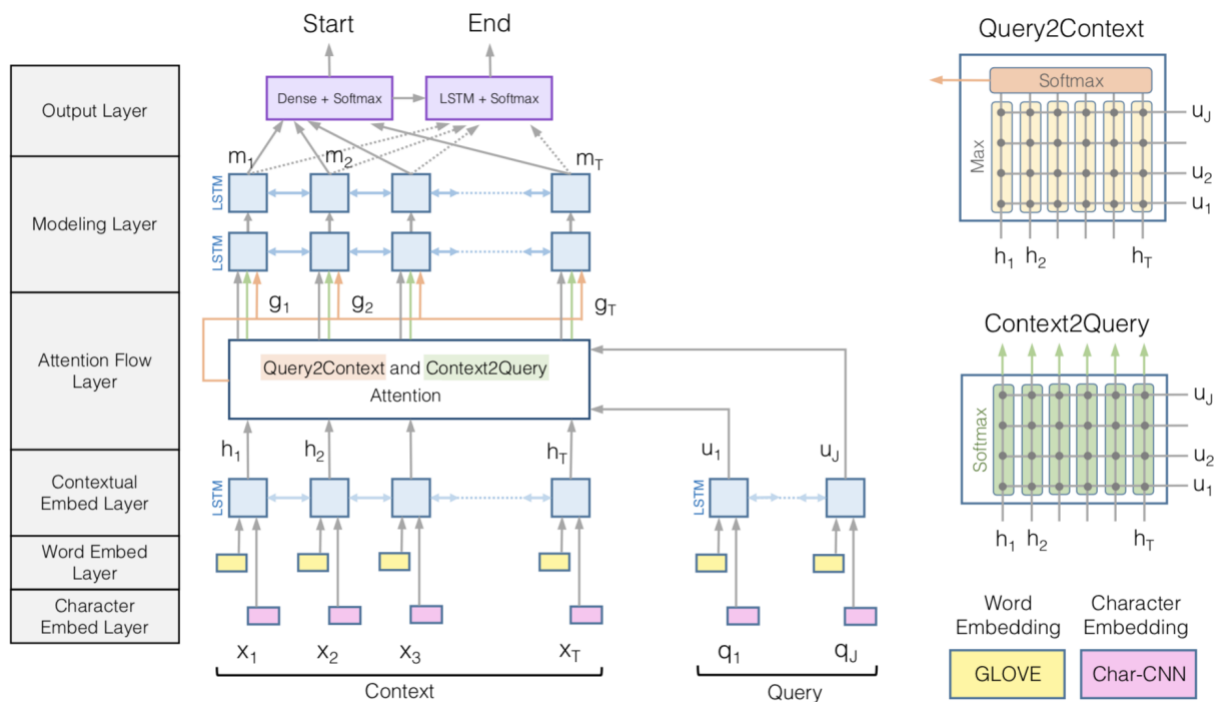 Start
End
Output Layer
Dense + Softmax
LSTM + Softmax
m1
m2
mT
LSTM
Modeling Layer
LSTM
g1
g2
gT
Attention Flow
Layer
Query2Context and Context2Query
Attention
h1
h2
hT
u1
uJ
Contextual
Embed Layer
LSTM
LSTM
Word Embed
Layer
Character
Embed Layer
x1
x2
x3
xT
q1
qJ
Context
Query
Query2Context
Softmax
Max
uJ
u2
u1
h1
h2
hT
Context2Query
Softmax
uJ
u2
u1
h1
h2
hT
Word
Embedding
GLOVE
Character
Embedding
Char-CNN